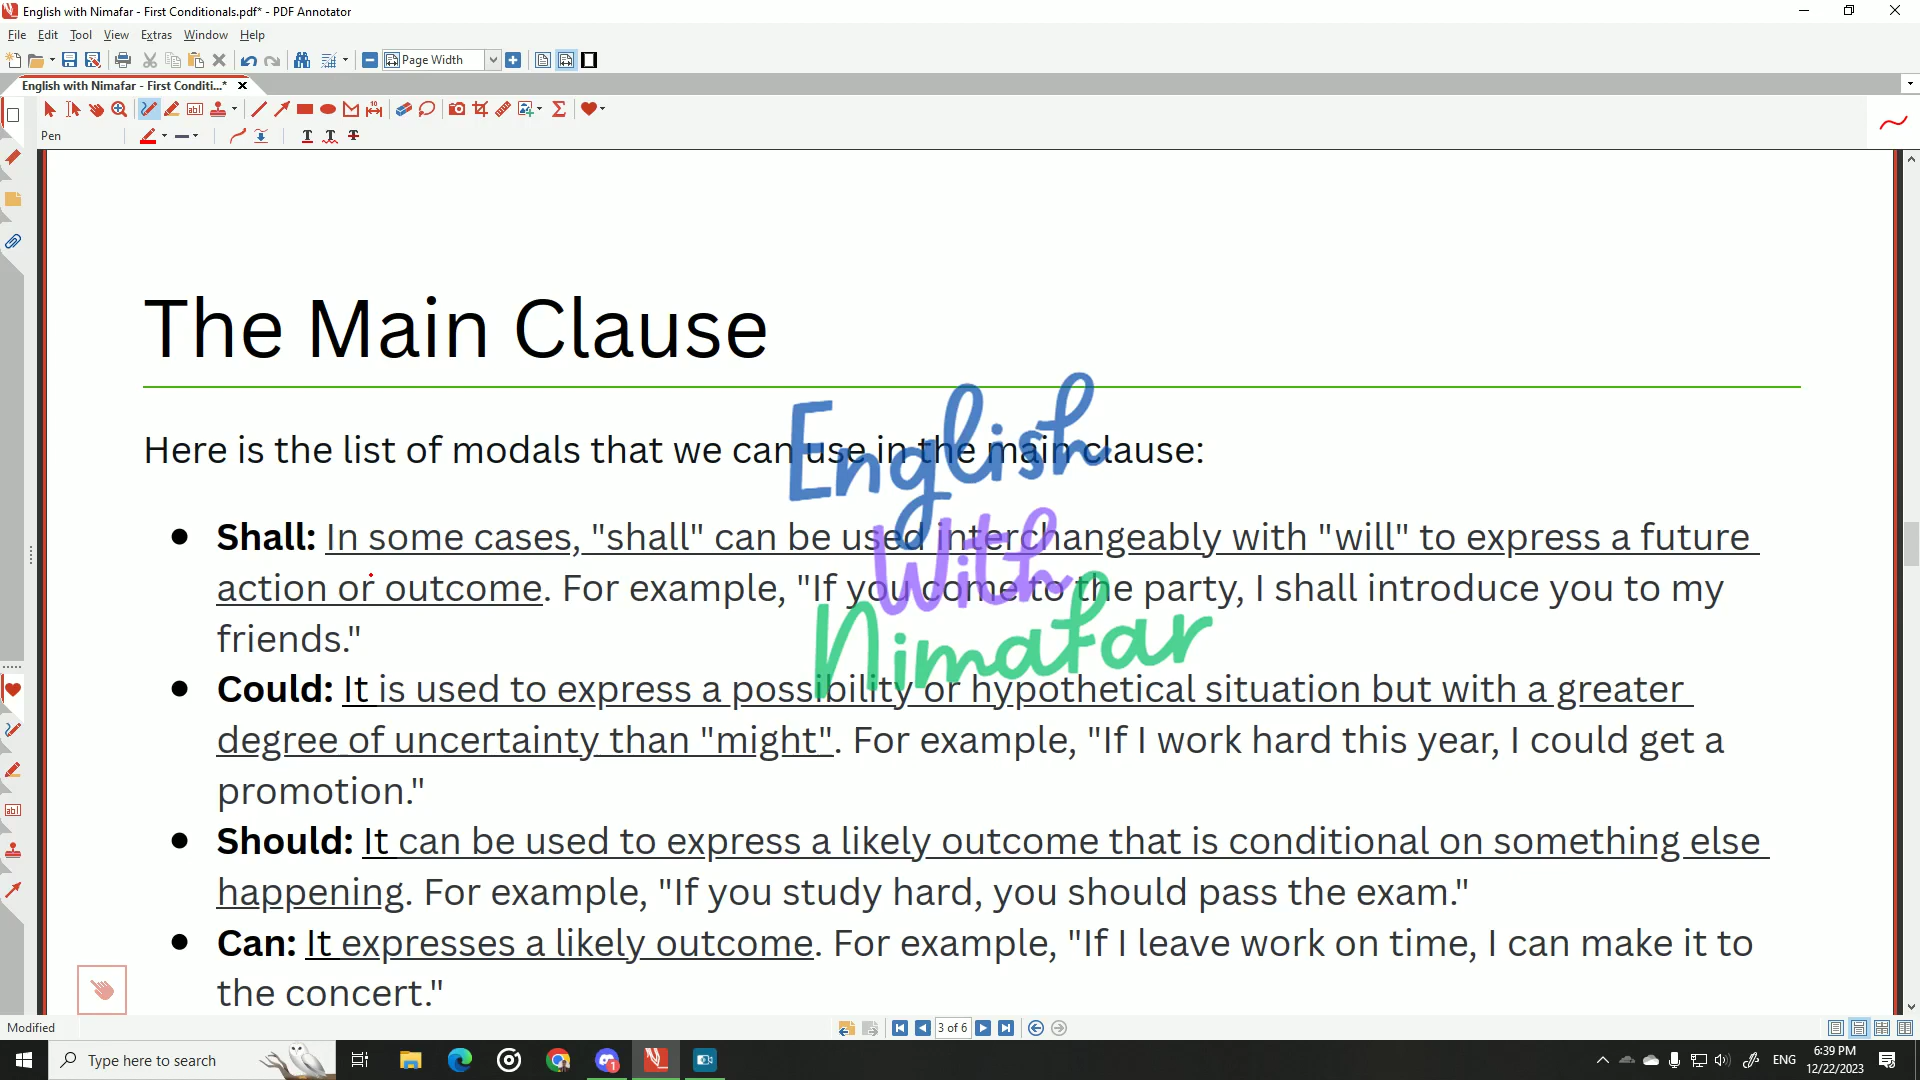 English with Nimafar - First Conditionals.pdf* - PDF Annotator
File Edit Tool View Extras Window Help
Page Width
English with Nimafar - First Conditi...*
Pen
The Main Clause
Here is the list of modals that we can use in the main clause:
English
With
Nimafar
Shall: In some cases, "shall" can be used interchangeably with "will" to express a future
action or outcome. For example, "If you come to the party, I shall introduce you to my
friends."
Could: It is used to express a possibility or hypothetical situation but with a greater
degree of uncertainty than "might". For example, "If I work hard this year, I could get a
promotion."
Should: It can be used to express a likely outcome that is conditional on something else
happening. For example, "If you study hard, you should pass the exam."
Can: It expresses a likely outcome. For example, "If I leave work on time, I can make it to
the concert."
Modified
3 of 6
Type here to search
ENG
6:39 PM
12/22/2023